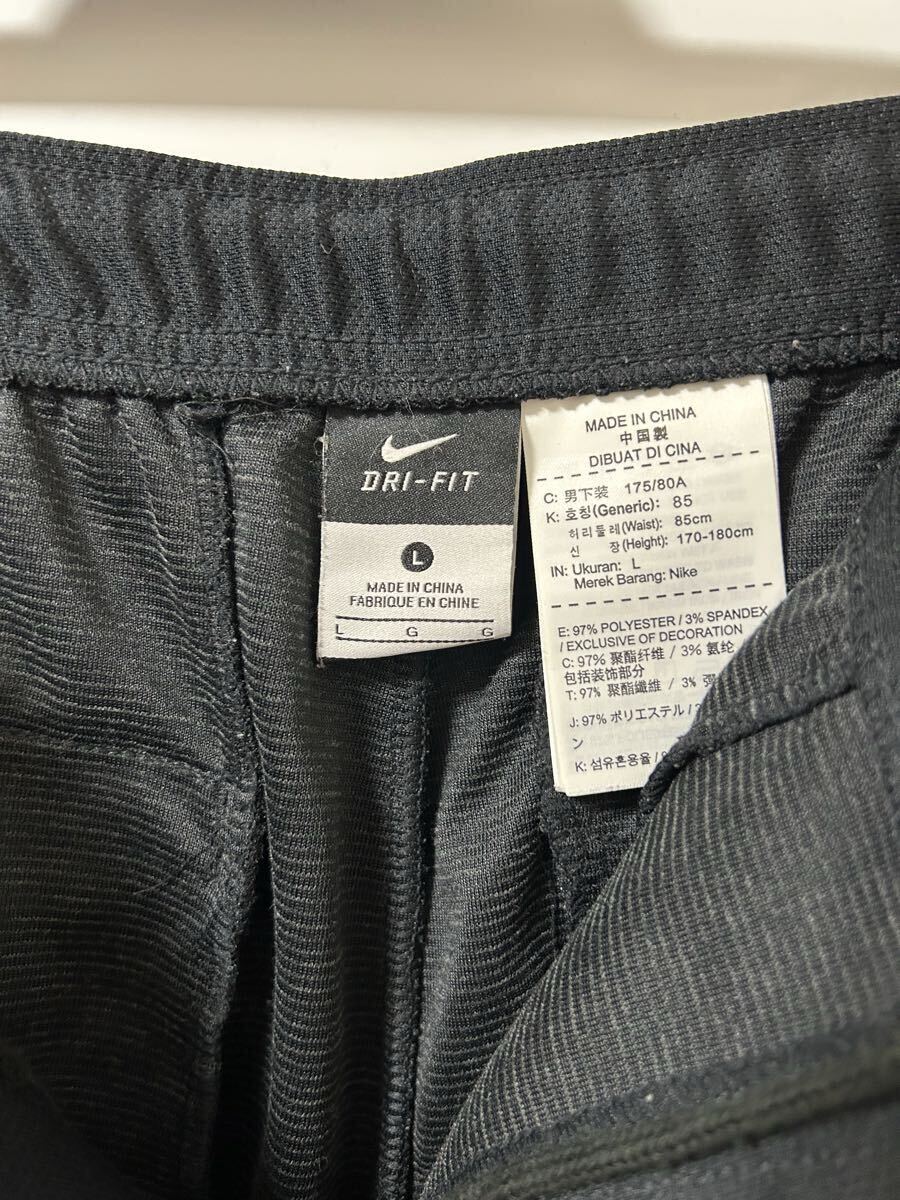 DRI-FIT
L
MADE IN CHINA
FABRIQUE EN CHINE
L G G
MADE IN CHINA
中国製
DIBUAT DI CINA
C: 男下装 175/80A
K: 호칭(Generic): 85
허리둘레(Waist): 85cm
신 장(Height): 170-180cm
IN: Ukuran: L
Merek Barang: Nike
E: 97% POLYESTER / 3% SPANDEX
/ EXCLUSIVE OF DECORATION
C: 97% 聚酯纤维 / 3% 氨纶
包括装饰部分
T: 97% 聚酯纖維 / 3%
J: 97% ポリエステル /
ン
K: 섬유혼용율 /